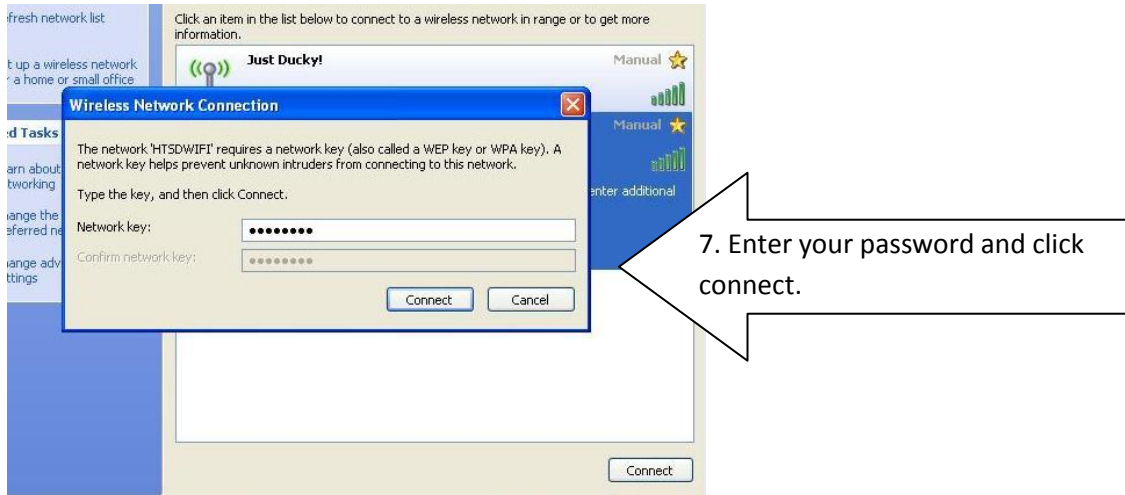 efresh network list
Click an item in the list below to connect to a wireless network in range or to get more
information.
t up a wireless network
r a home or small office
Just Ducky!
Manual
Wireless Network Connection
ed Tasks
Manual
The network 'HTSDWIFI' requires a network key (also called a WEP key or WPA key). A
network key helps prevent unknown intruders from connecting to this network.
arn about
tworking
Type the key, and then click Connect.
enter additional
ange the
eferred ne
Network key:
••••••••
ange adv
ttings
Confirm network key:
••••••••
Connect
Cancel
7. Enter your password and click
connect.
Connect